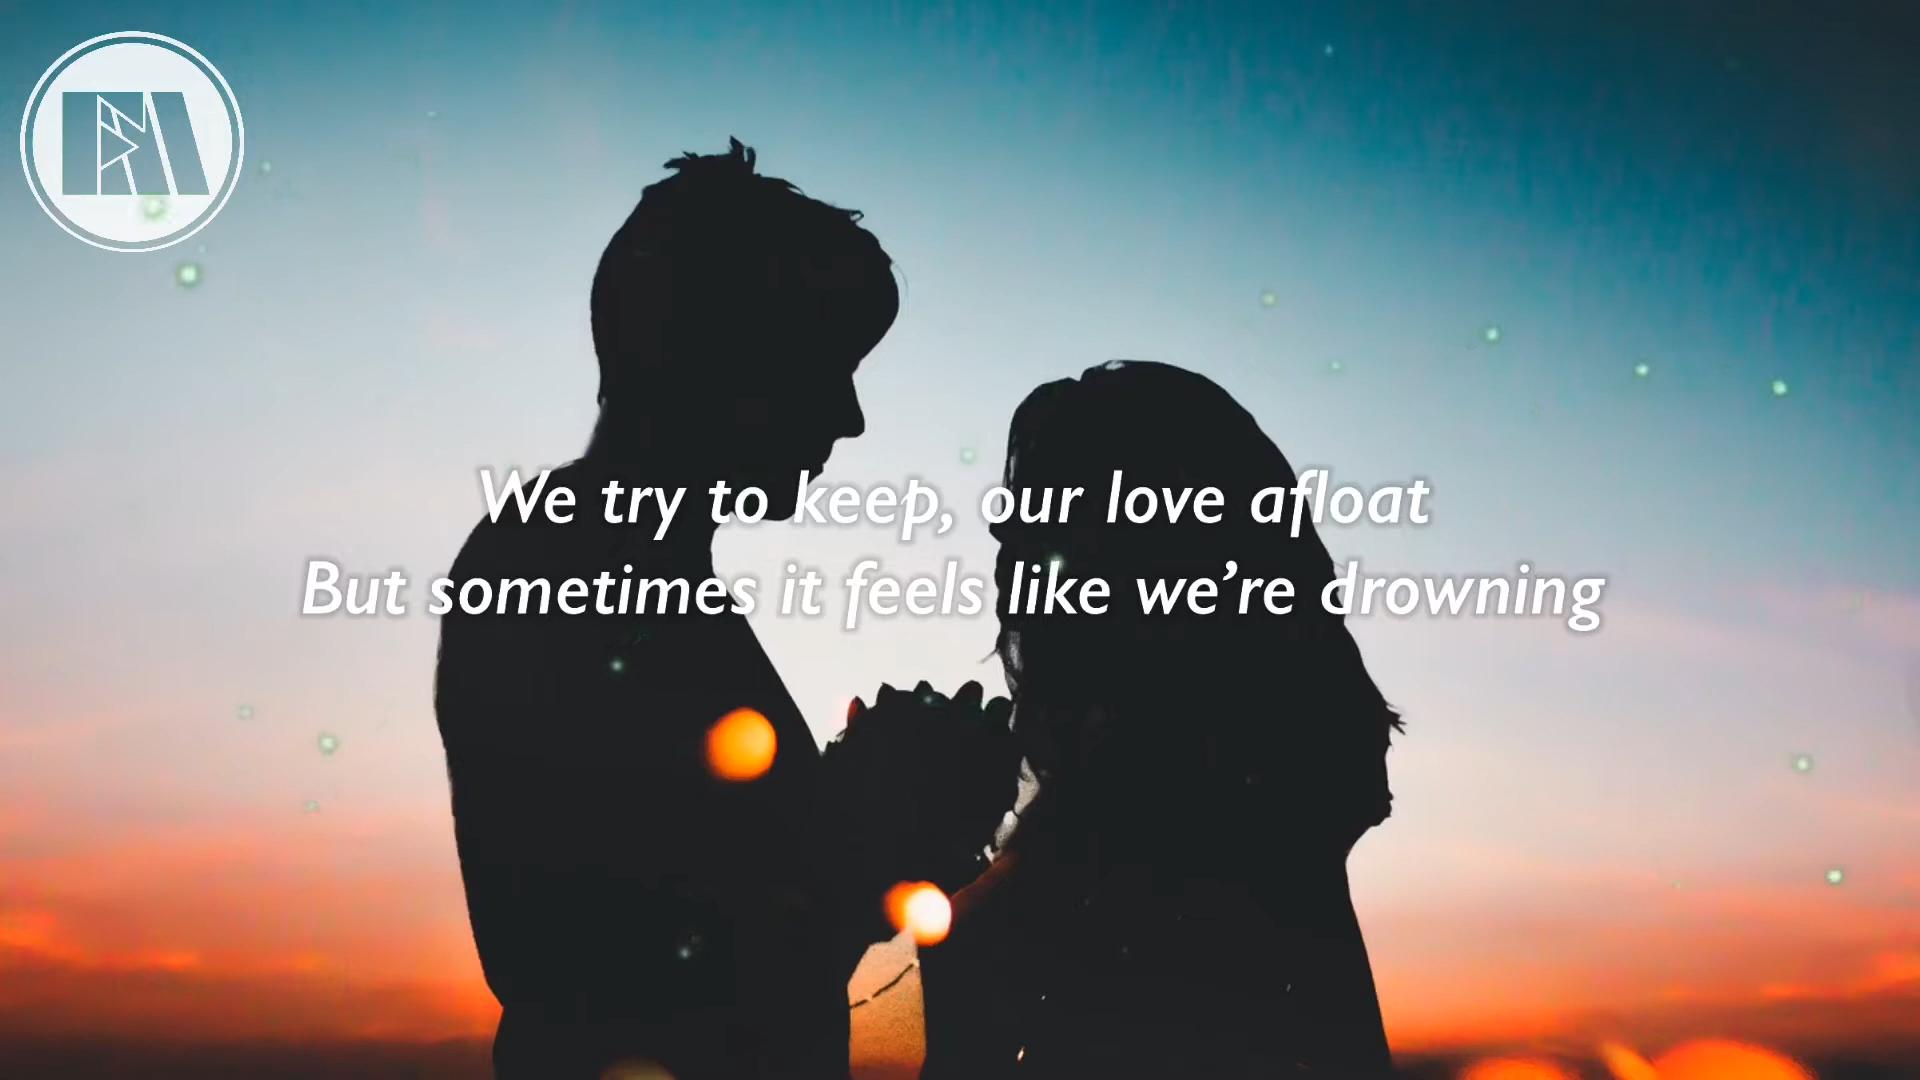 We try to keep, our love afloat
But sometimes it feels like we’re drowning